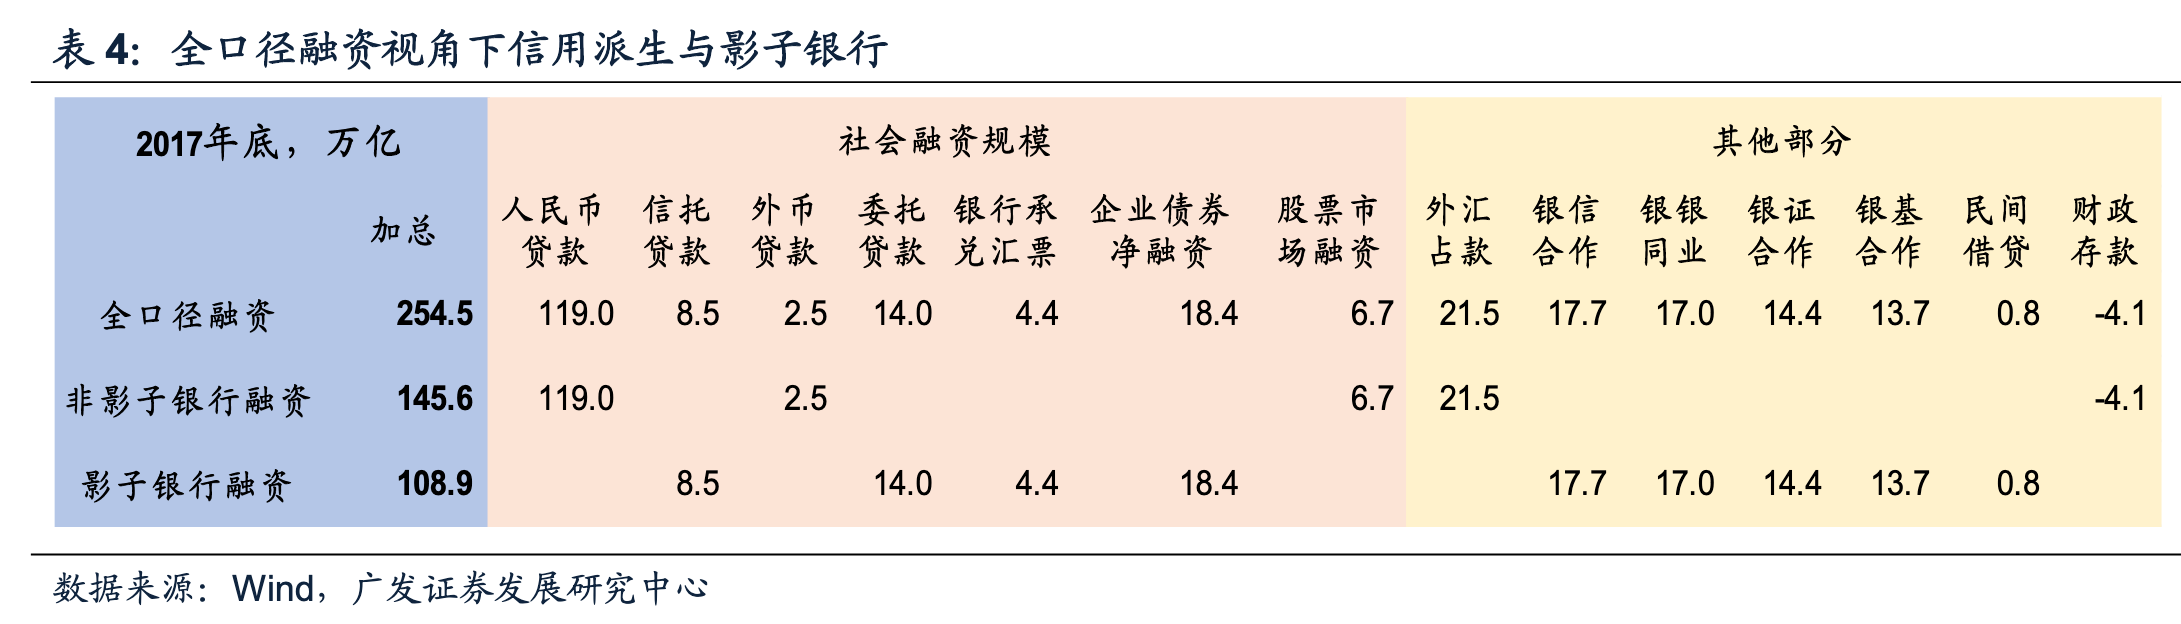 表 4：全口径融资视角下信用派生与影子银行
2017年底，万亿 社会融资规模 其他部分
加总 人民币贷款 信托贷款 外币贷款 委托贷款 银行承兑汇票 企业债券净融资 股票市场融资 外汇占款 银信合作 银银同业 银证合作 银基合作 民间借贷 财政存款
全口径融资 254.5 119.0 8.5 2.5 14.0 4.4 18.4 6.7 21.5 17.7 17.0 14.4 13.7 0.8 -4.1
非影子银行融资 145.6 119.0 2.5 6.7 21.5 -4.1
影子银行融资 108.9 8.5 14.0 4.4 18.4 17.7 17.0 14.4 13.7 0.8
数据来源：Wind，广发证券发展研究中心